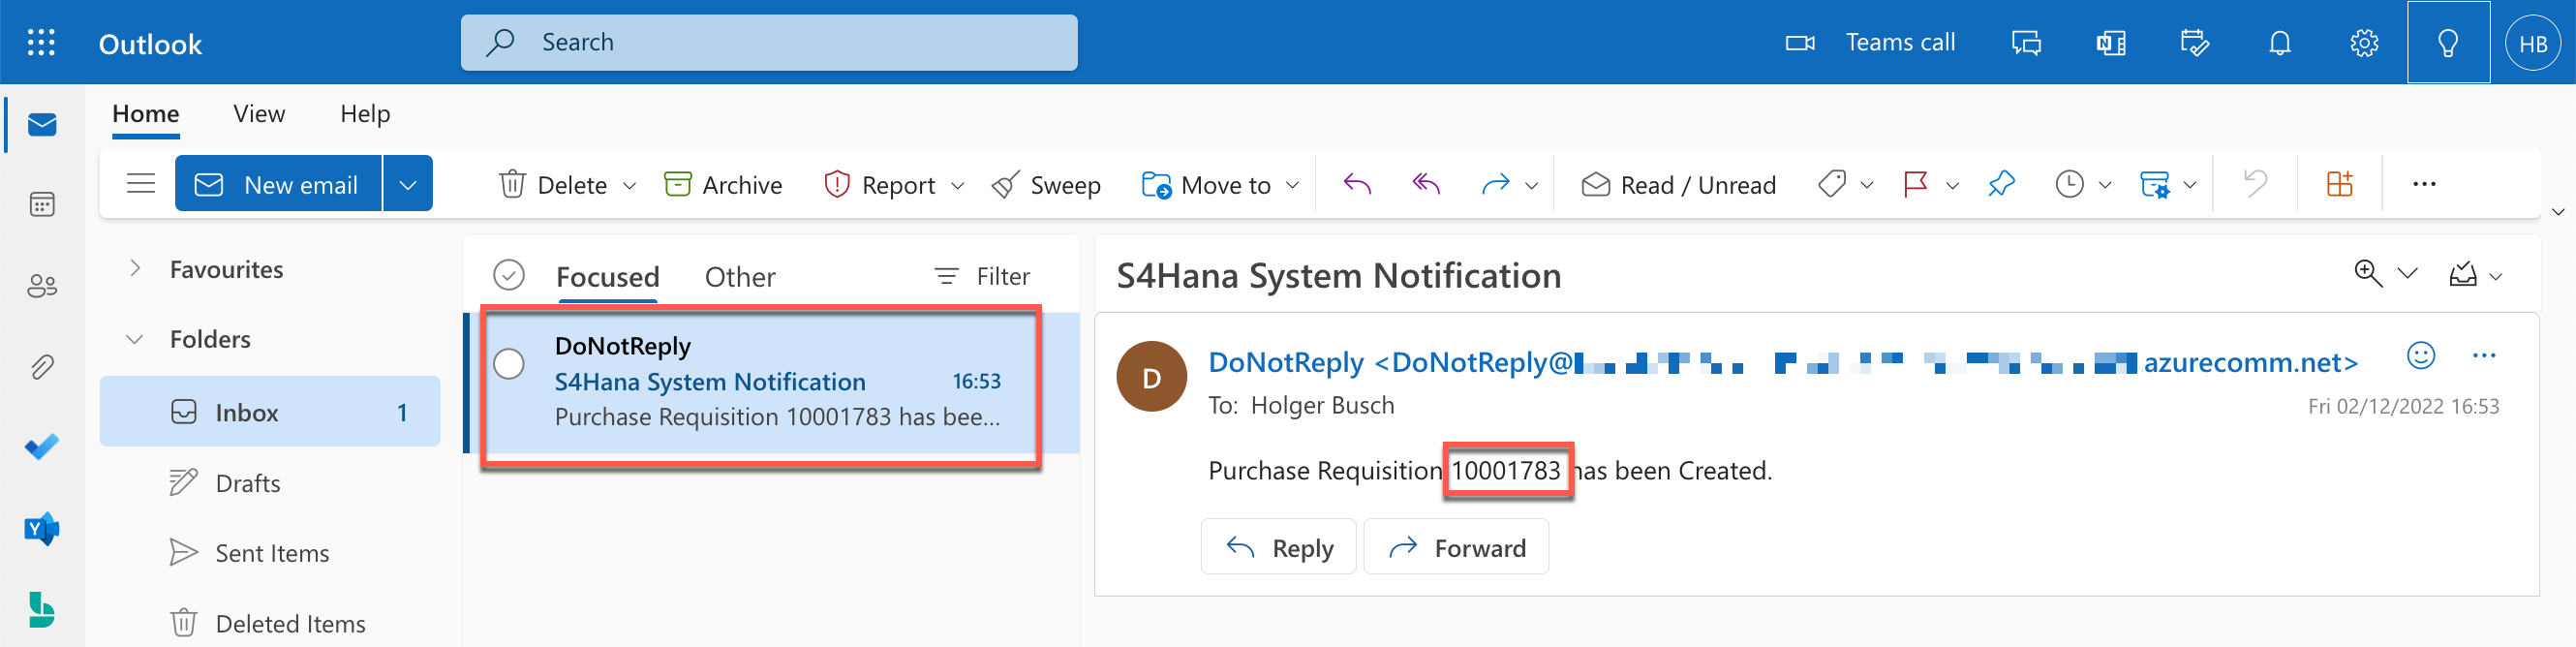 Outlook
Search
Teams call
HB
Home View Help
New email
Delete Archive Report Sweep Move to Read / Unread
Favourites
Folders
Inbox 1
Drafts
Sent Items
Deleted Items
Focused Other Filter
DoNotReply
S4Hana System Notification 16:53
Purchase Requisition 10001783 has bee...
S4Hana System Notification
D
DoNotReply <DoNotReply@ .azurecomm.net>
To: Holger Busch
Fri 02/12/2022 16:53
Purchase Requisition 10001783 has been Created.
Reply Forward